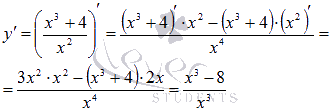 y′ = ((x³ + 4) / x²)′ = ((x³ + 4)′ · x² − (x³ + 4) · (x²)′) / x⁴ =
= (3x² · x² − (x³ + 4) · 2x) / x⁴ = (x³ − 8) / x³